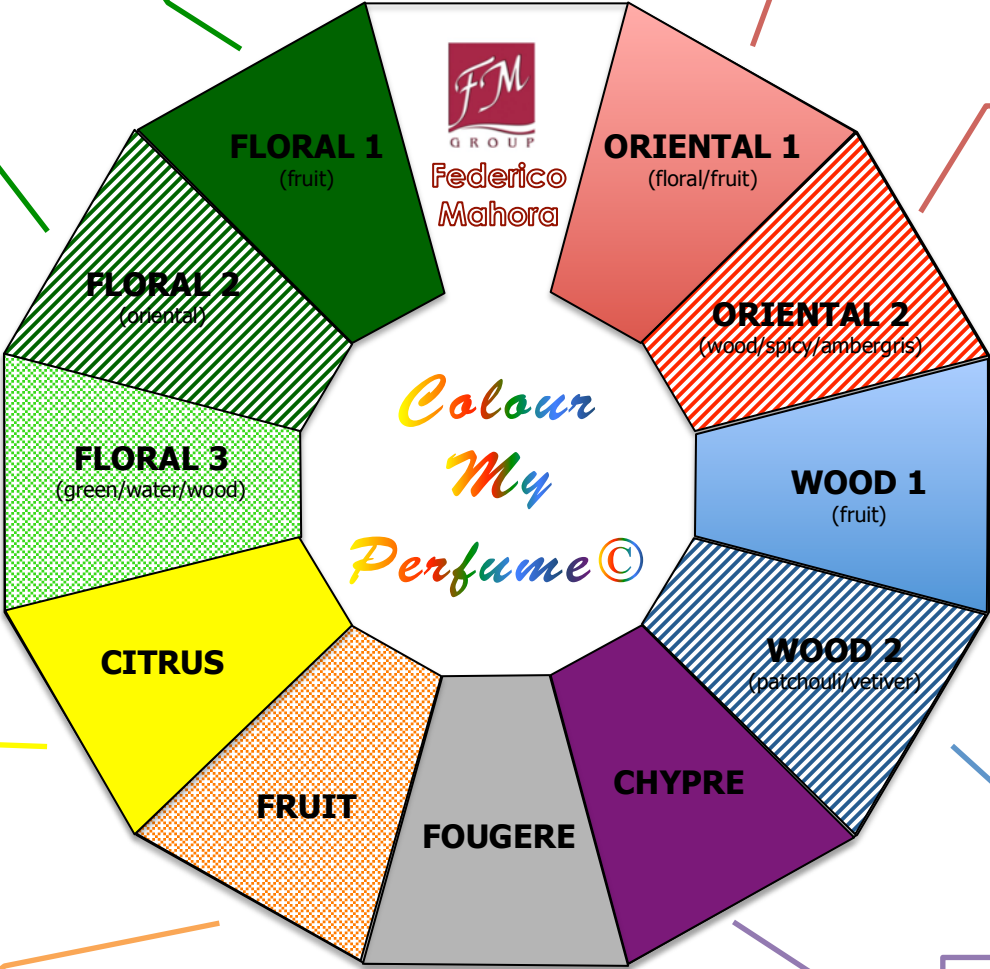 FM
GROUP
Federico
Mahora
ORIENTAL 1
(floral/fruit)
ORIENTAL 2
(wood/spicy/ambergris)
WOOD 1
(fruit)
WOOD 2
(patchouli/vetiver)
CHYPRE
FOUGERE
FRUIT
CITRUS
FLORAL 3
(green/water/wood)
FLORAL 2
(oriental)
FLORAL 1
(fruit)
Colour
My
Perfume©